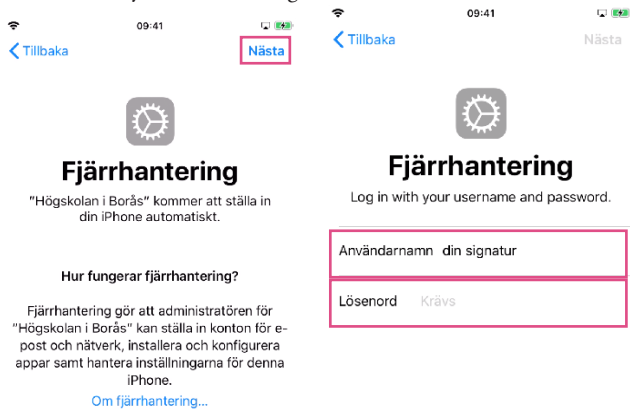 09:41
Tillbaka
Nästa
Fjärrhantering
"Högskolan i Borås" kommer att ställa in
din iPhone automatiskt.
Hur fungerar fjärrhantering?
Fjärrhantering gör att administratören för
"Högskolan i Borås" kan ställa in konton för e-
post och nätverk, installera och konfigurera
appar samt hantera inställningarna för denna
iPhone.
Om fjärrhantering...
09:41
Tillbaka
Nästa
Fjärrhantering
Log in with your username and password.
Användarnamn din signatur
Lösenord Krävs